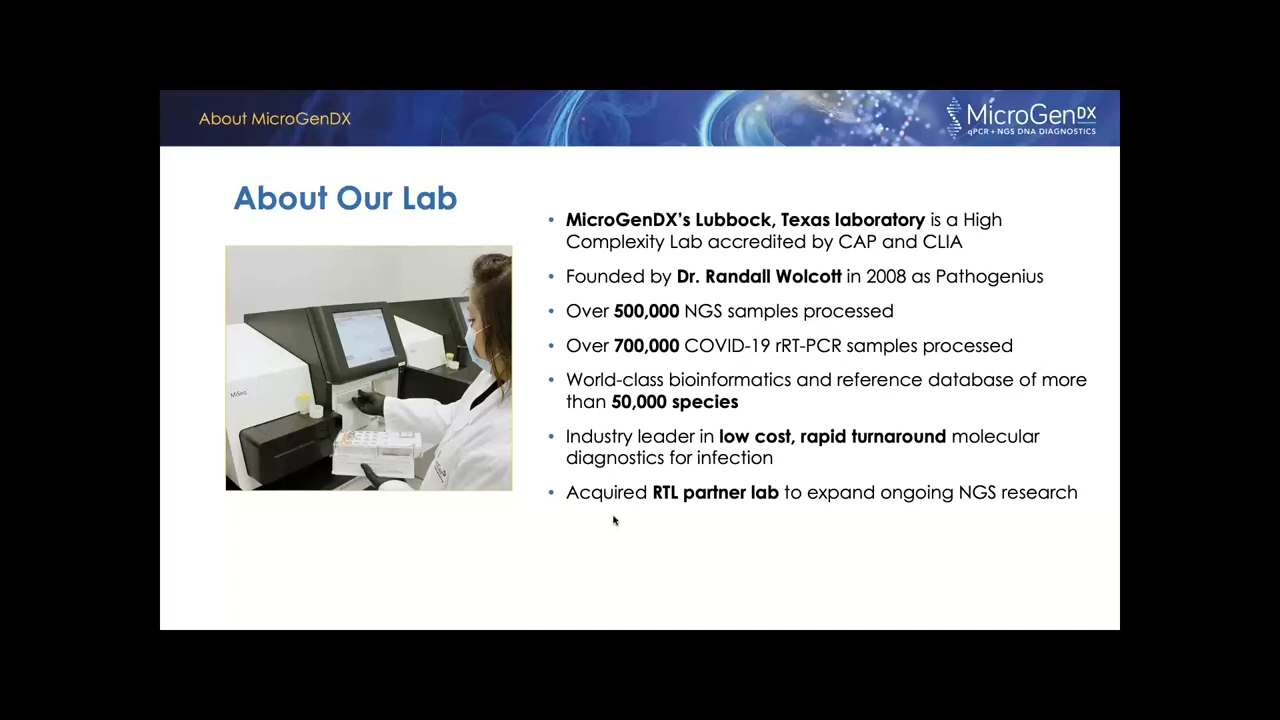 About MicroGenDX
MicroGenDX
qPCR + NGS DNA DIAGNOSTICS
About Our Lab
• MicroGenDX’s Lubbock, Texas laboratory is a High
Complexity Lab accredited by CAP and CLIA
• Founded by Dr. Randall Wolcott in 2008 as Pathogenius
• Over 500,000 NGS samples processed
• Over 700,000 COVID-19 rRT-PCR samples processed
• World-class bioinformatics and reference database of more
than 50,000 species
• Industry leader in low cost, rapid turnaround molecular
diagnostics for infection
• Acquired RTL partner lab to expand ongoing NGS research
MiSeq